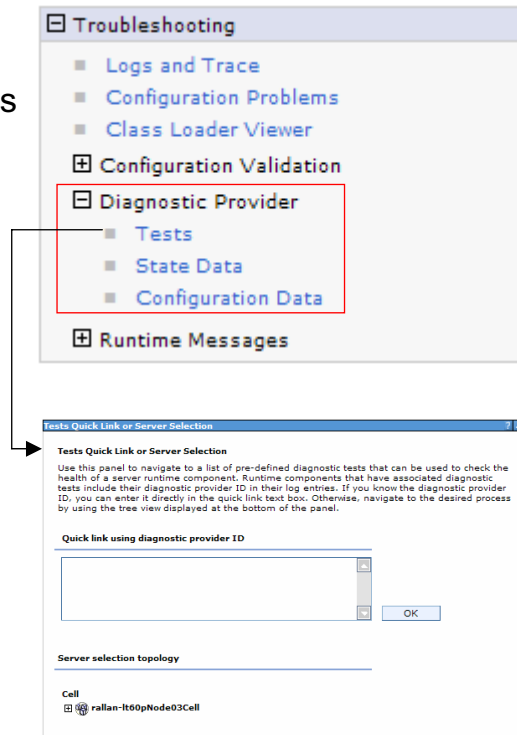 Troubleshooting
s
Logs and Trace
Configuration Problems
Class Loader Viewer
Configuration Validation
Diagnostic Provider
Tests
State Data
Configuration Data
Runtime Messages
Tests Quick Link or Server Selection ?
Tests Quick Link or Server Selection
Use this panel to navigate to a list of pre-defined diagnostic tests that can be used to check the
health of a server runtime component. Runtime components that have associated diagnostic
tests include their diagnostic provider ID in their log entries. If you know the diagnostic provider
ID, you can enter it directly in the quick link text box. Otherwise, navigate to the desired process
by using the tree view displayed at the bottom of the panel.
Quick link using diagnostic provider ID
OK
Server selection topology
Cell
rallan-lt60pNode03Cell